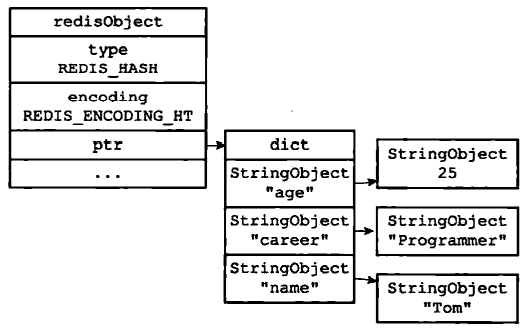 redisObject
type
REDIS_HASH
encoding
REDIS_ENCODING_HT
ptr
...
dict
StringObject
"age"
StringObject
"career"
StringObject
"name"
StringObject
25
StringObject
"Programmer"
StringObject
"Tom"